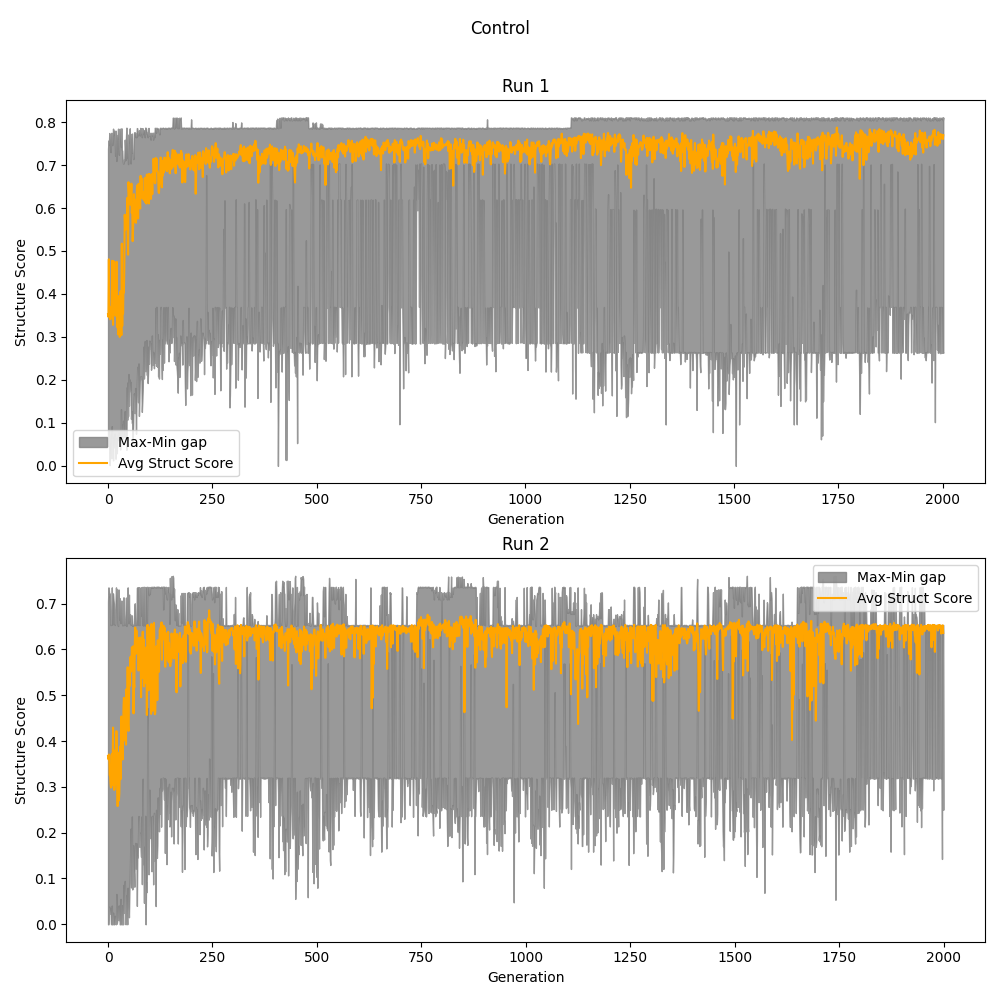 Control
Run 1
0.8
0.7
0.6
0.5
0.4
0.3
0.2
0.1
0.0
Structure Score
Max-Min gap
Avg Struct Score
0 250 500 750 1000 1250 1500 1750 2000
Generation
Run 2
0.7
0.6
0.5
0.4
0.3
0.2
0.1
0.0
Structure Score
Max-Min gap
Avg Struct Score
0 250 500 750 1000 1250 1500 1750 2000
Generation